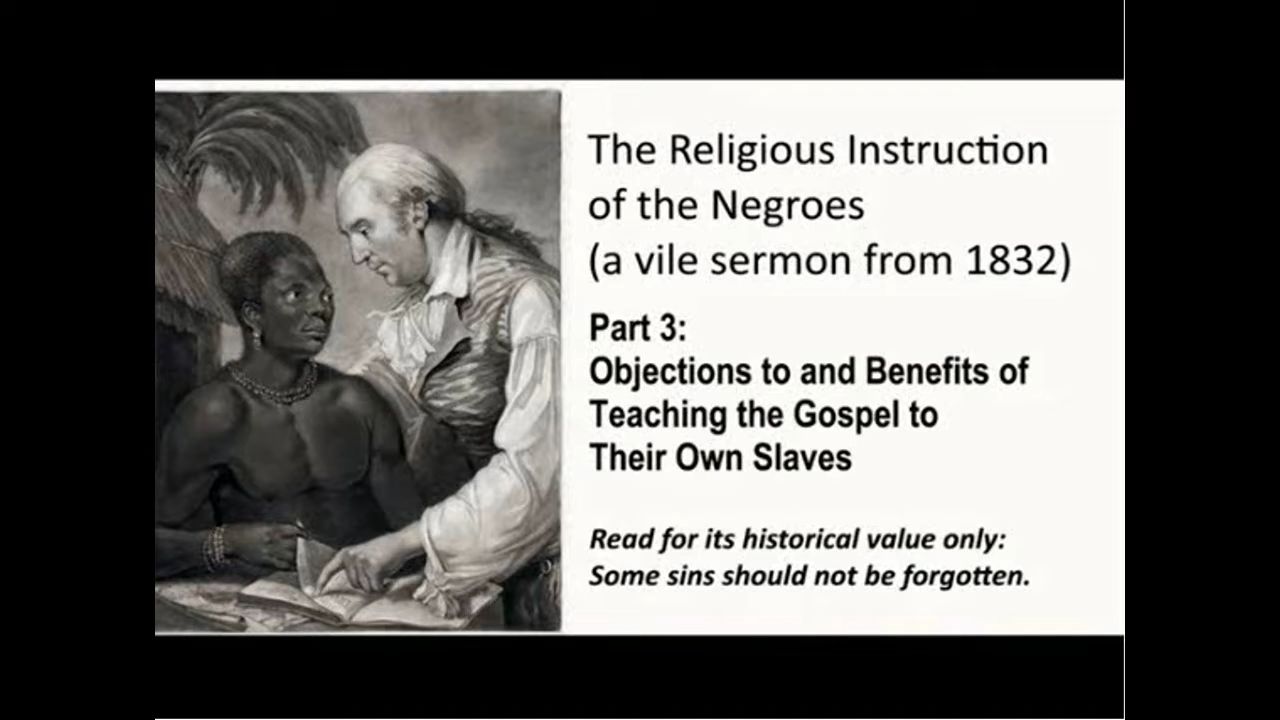 The Religious Instruction
of the Negroes
(a vile sermon from 1832)
Part 3:
Objections to and Benefits of
Teaching the Gospel to
Their Own Slaves
Read for its historical value only:
Some sins should not be forgotten.